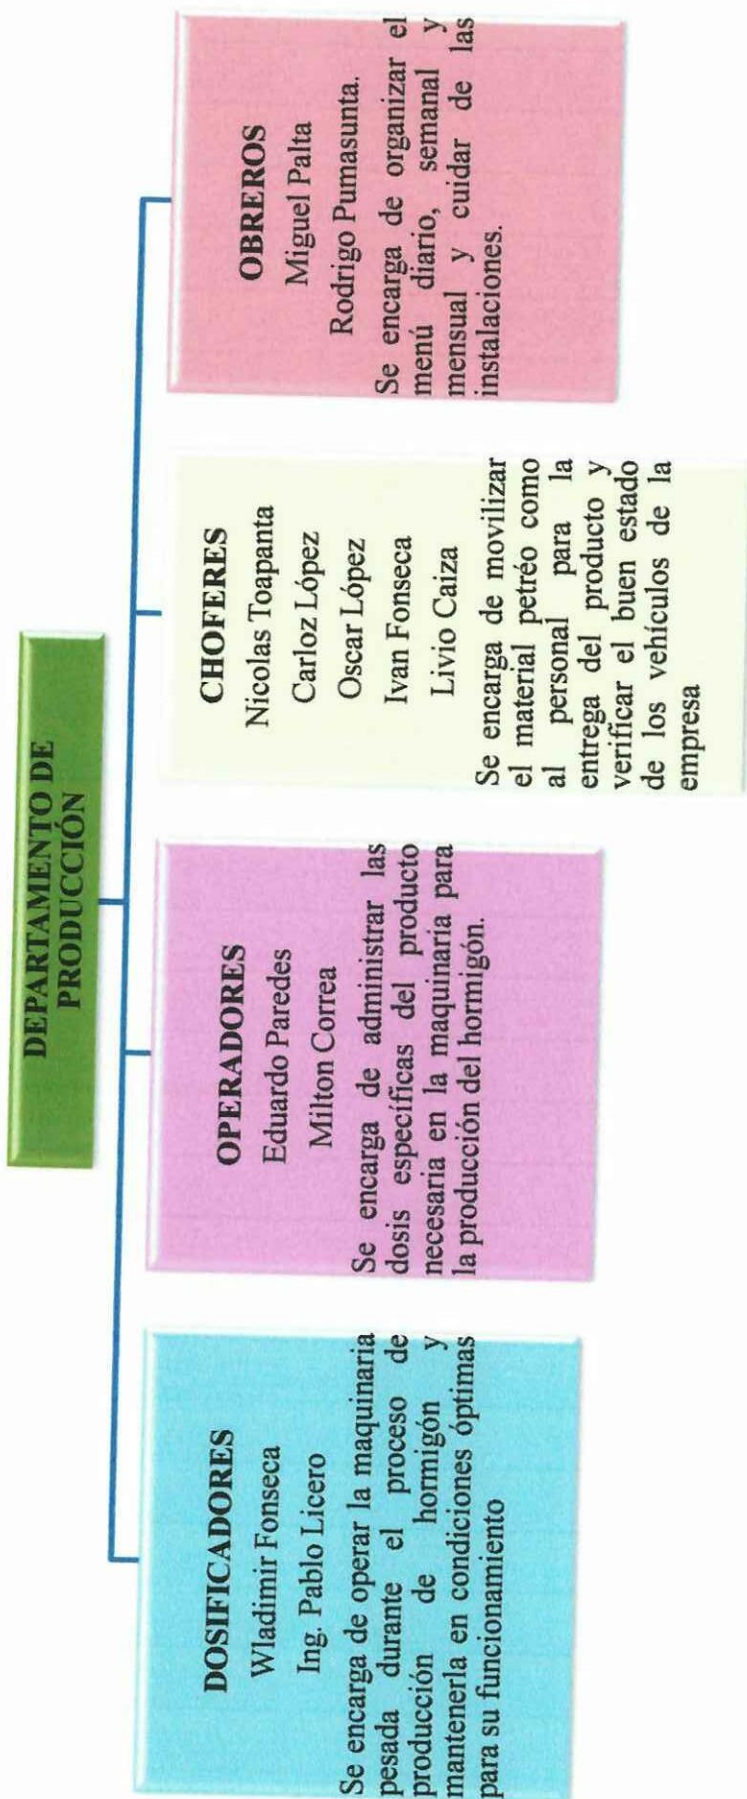 DEPARTAMENTO DE
PRODUCCIÓN
DOSIFICADORES
Wladimir Fonseca
Ing. Pablo Licero
Se encarga de operar la maquinaria
pesada durante el proceso de
producción de hormigón y
mantenerla en condiciones óptimas
para su funcionamiento
OPERADORES
Eduardo Paredes
Milton Correa
Se encarga de administrar las
dosis específicas del producto
necesaria en la maquinaria para
la producción del hormigón.
CHOFERES
Nicolas Toapanta
Carloz López
Oscar López
Ivan Fonseca
Livio Caiza
Se encarga de movilizar
el material petréo como
al personal para la
entrega del producto y
verificar el buen estado
de los vehículos de la
empresa
OBREROS
Miguel Palta
Rodrigo Pumasunta.
Se encarga de organizar el
menú diario, semanal y
mensual y cuidar de las
instalaciones.